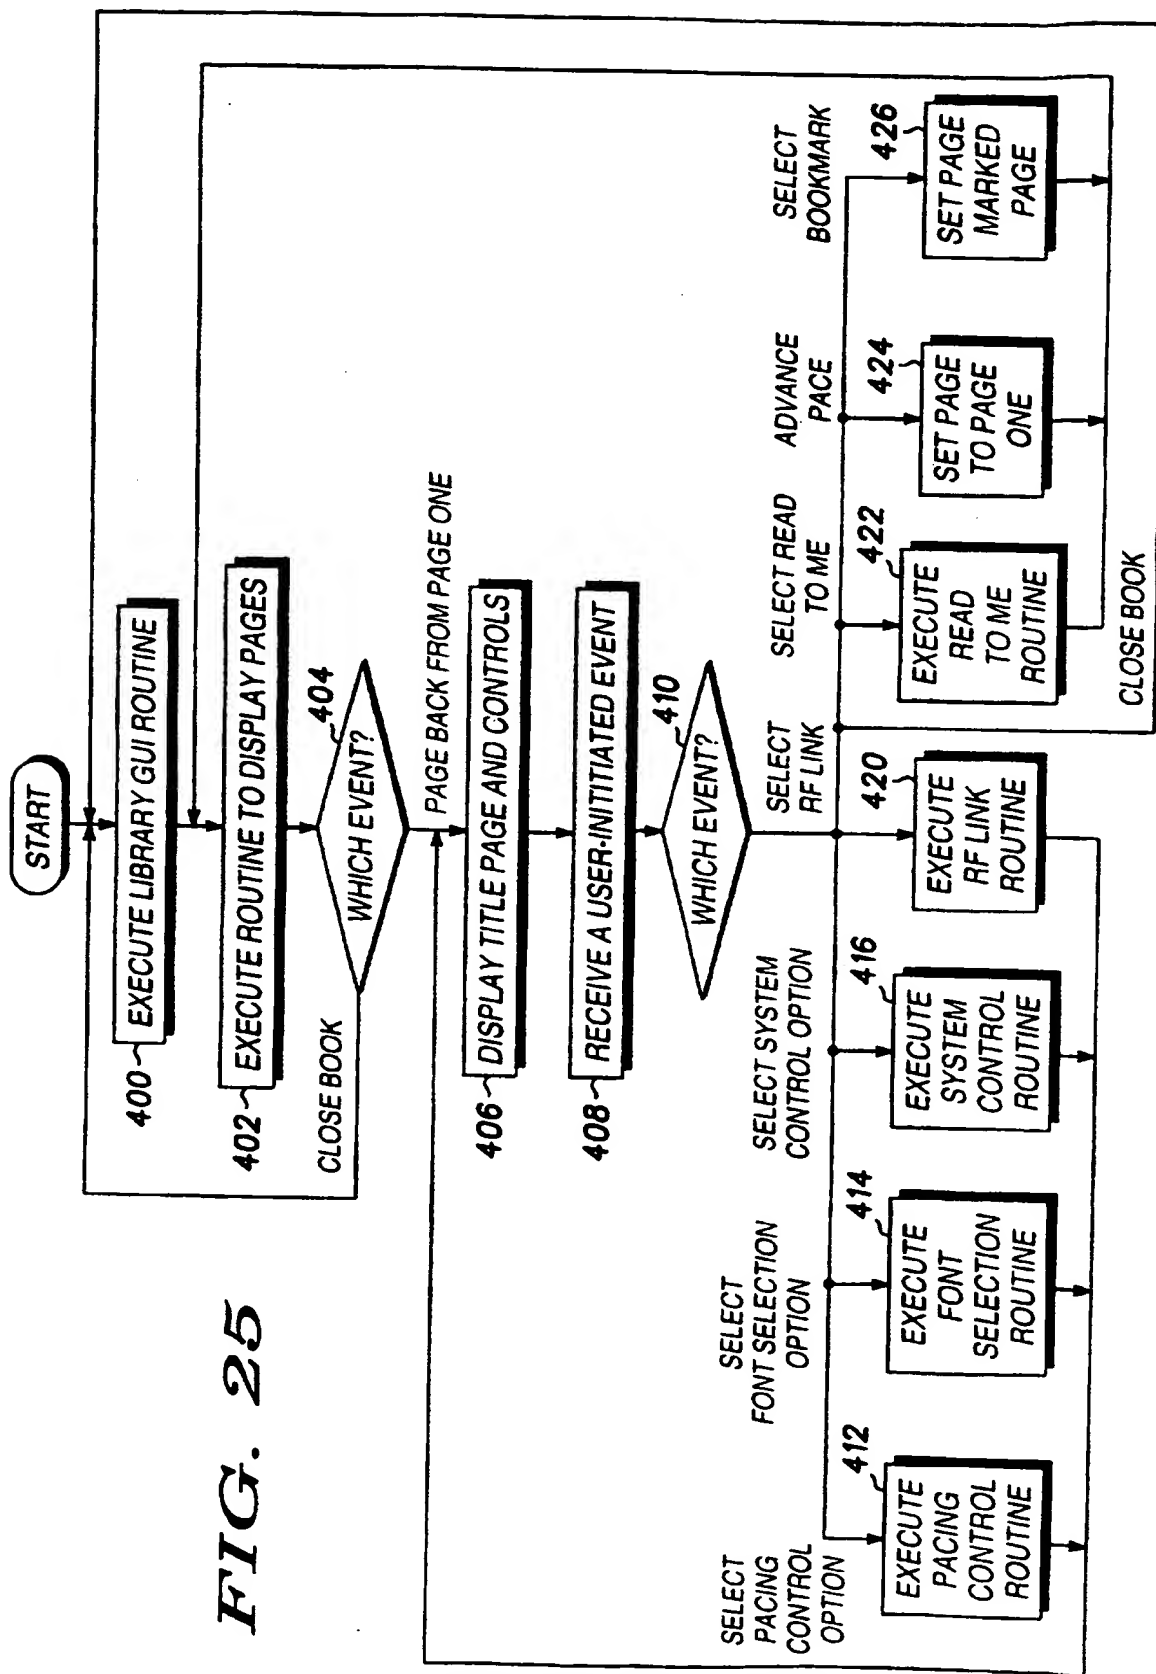 START
400
EXECUTE LIBRARY GUI ROUTINE
402
EXECUTE ROUTINE TO DISPLAY PAGES
404
WHICH EVENT?
CLOSE BOOK
PAGE BACK FROM PAGE ONE
406
DISPLAY TITLE PAGE AND CONTROLS
408
RECEIVE A USER-INITIATED EVENT
410
WHICH EVENT?
SELECT
PACING
CONTROL
OPTION
412
EXECUTE
PACING
CONTROL
ROUTINE
SELECT
FONT SELECTION
OPTION
414
EXECUTE
FONT
SELECTION
ROUTINE
SELECT SYSTEM
CONTROL OPTION
416
EXECUTE
SYSTEM
CONTROL
ROUTINE
SELECT
RF LINK
420
EXECUTE
RF LINK
ROUTINE
SELECT READ
TO ME
422
EXECUTE
READ
TO ME
ROUTINE
ADVANCE
PACE
424
SET PAGE
TO PAGE
ONE
SELECT
BOOKMARK
426
SET PAGE
MARKED
PAGE
CLOSE BOOK
FIG. 25